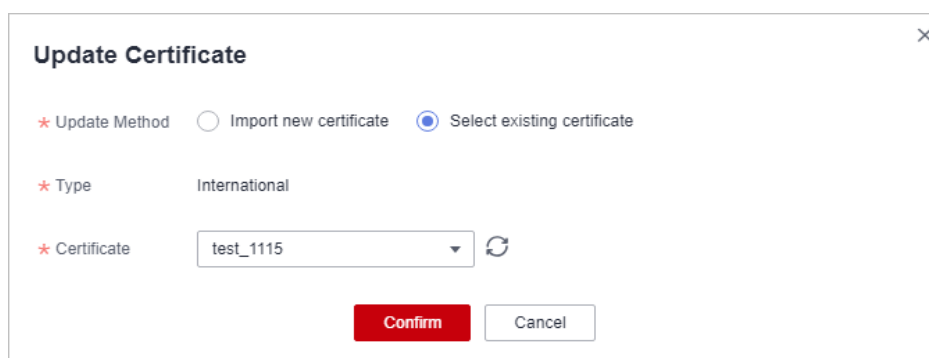 Update Certificate
* Update Method Import new certificate Select existing certificate
* Type International
* Certificate test_1115
Confirm Cancel